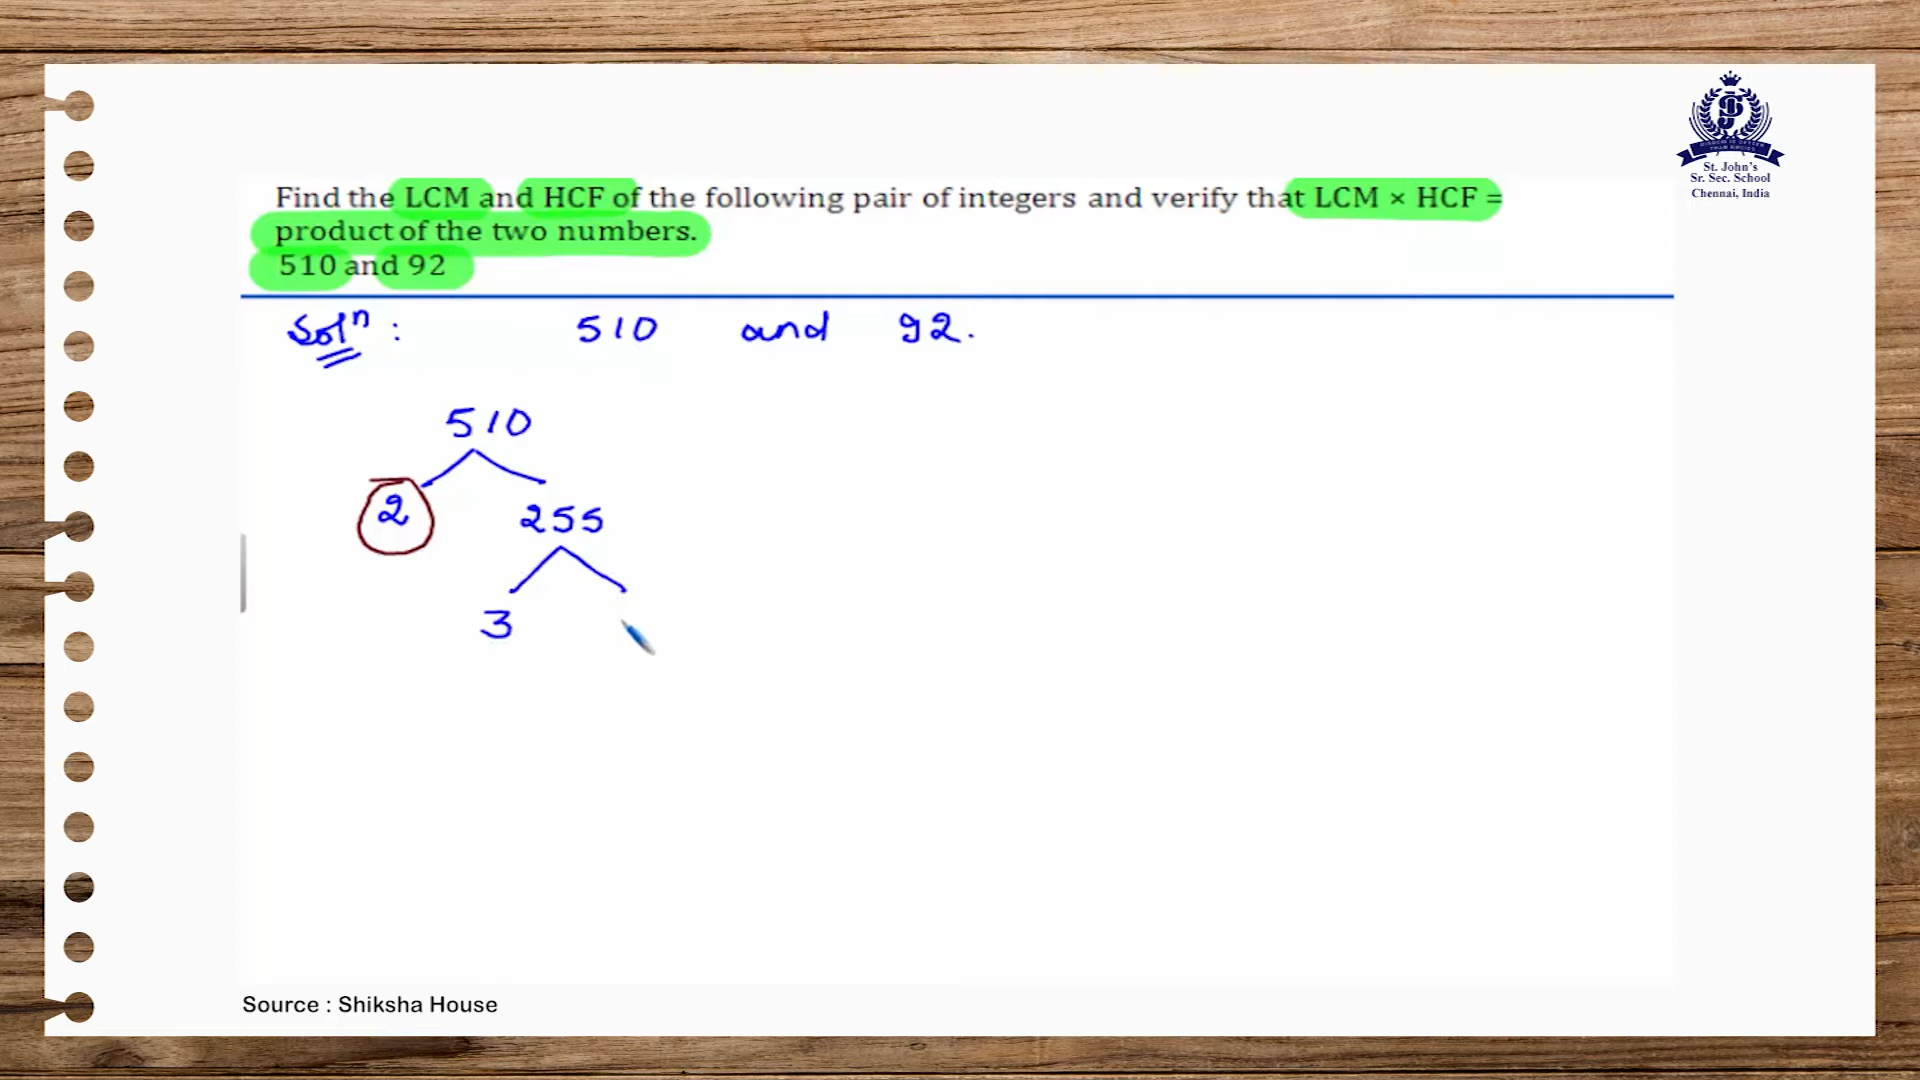 St. John's
Sr. Sec. School
Chennai, India
Find the LCM and HCF of the following pair of integers and verify that LCM × HCF =
product of the two numbers.
510 and 92
Solⁿ : 510 and 92.
510
2 255
3
Source : Shiksha House